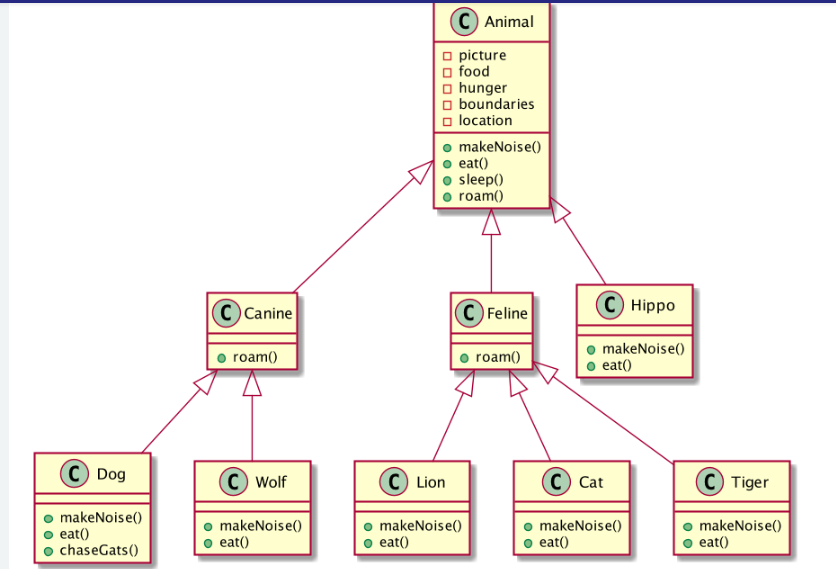 C Animal
picture
food
hunger
boundaries
location
makeNoise()
eat()
sleep()
roam()
C Canine
roam()
C Feline
roam()
C Hippo
makeNoise()
eat()
C Dog
makeNoise()
eat()
chaseGats()
C Wolf
makeNoise()
eat()
C Lion
makeNoise()
eat()
C Cat
makeNoise()
eat()
C Tiger
makeNoise()
eat()